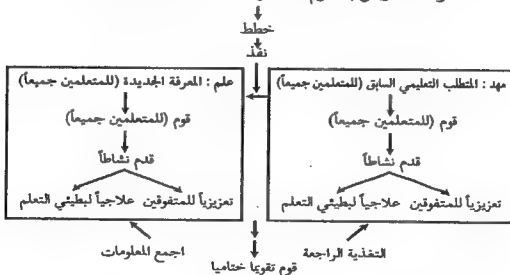 خطط
نفذ
مهد : المتطلب التعليمي السابق (للمتعلمين جميعاً)
قوم (للمتعلمين جميعاً)
قدم نشاطاً
تعزيزياً للمتفوقين علاجياً لبطيئي التعلم
علم : المعرفة الجديدة (للمتعلمين جميعاً)
قوم (للمتعلمين جميعاً)
قدم نشاطاً
تعزيزياً للمتفوقين علاجياً لبطيئي التعلم
التغذية الراجعة
اجمع المعلومات
قوم تقويما ختاميا